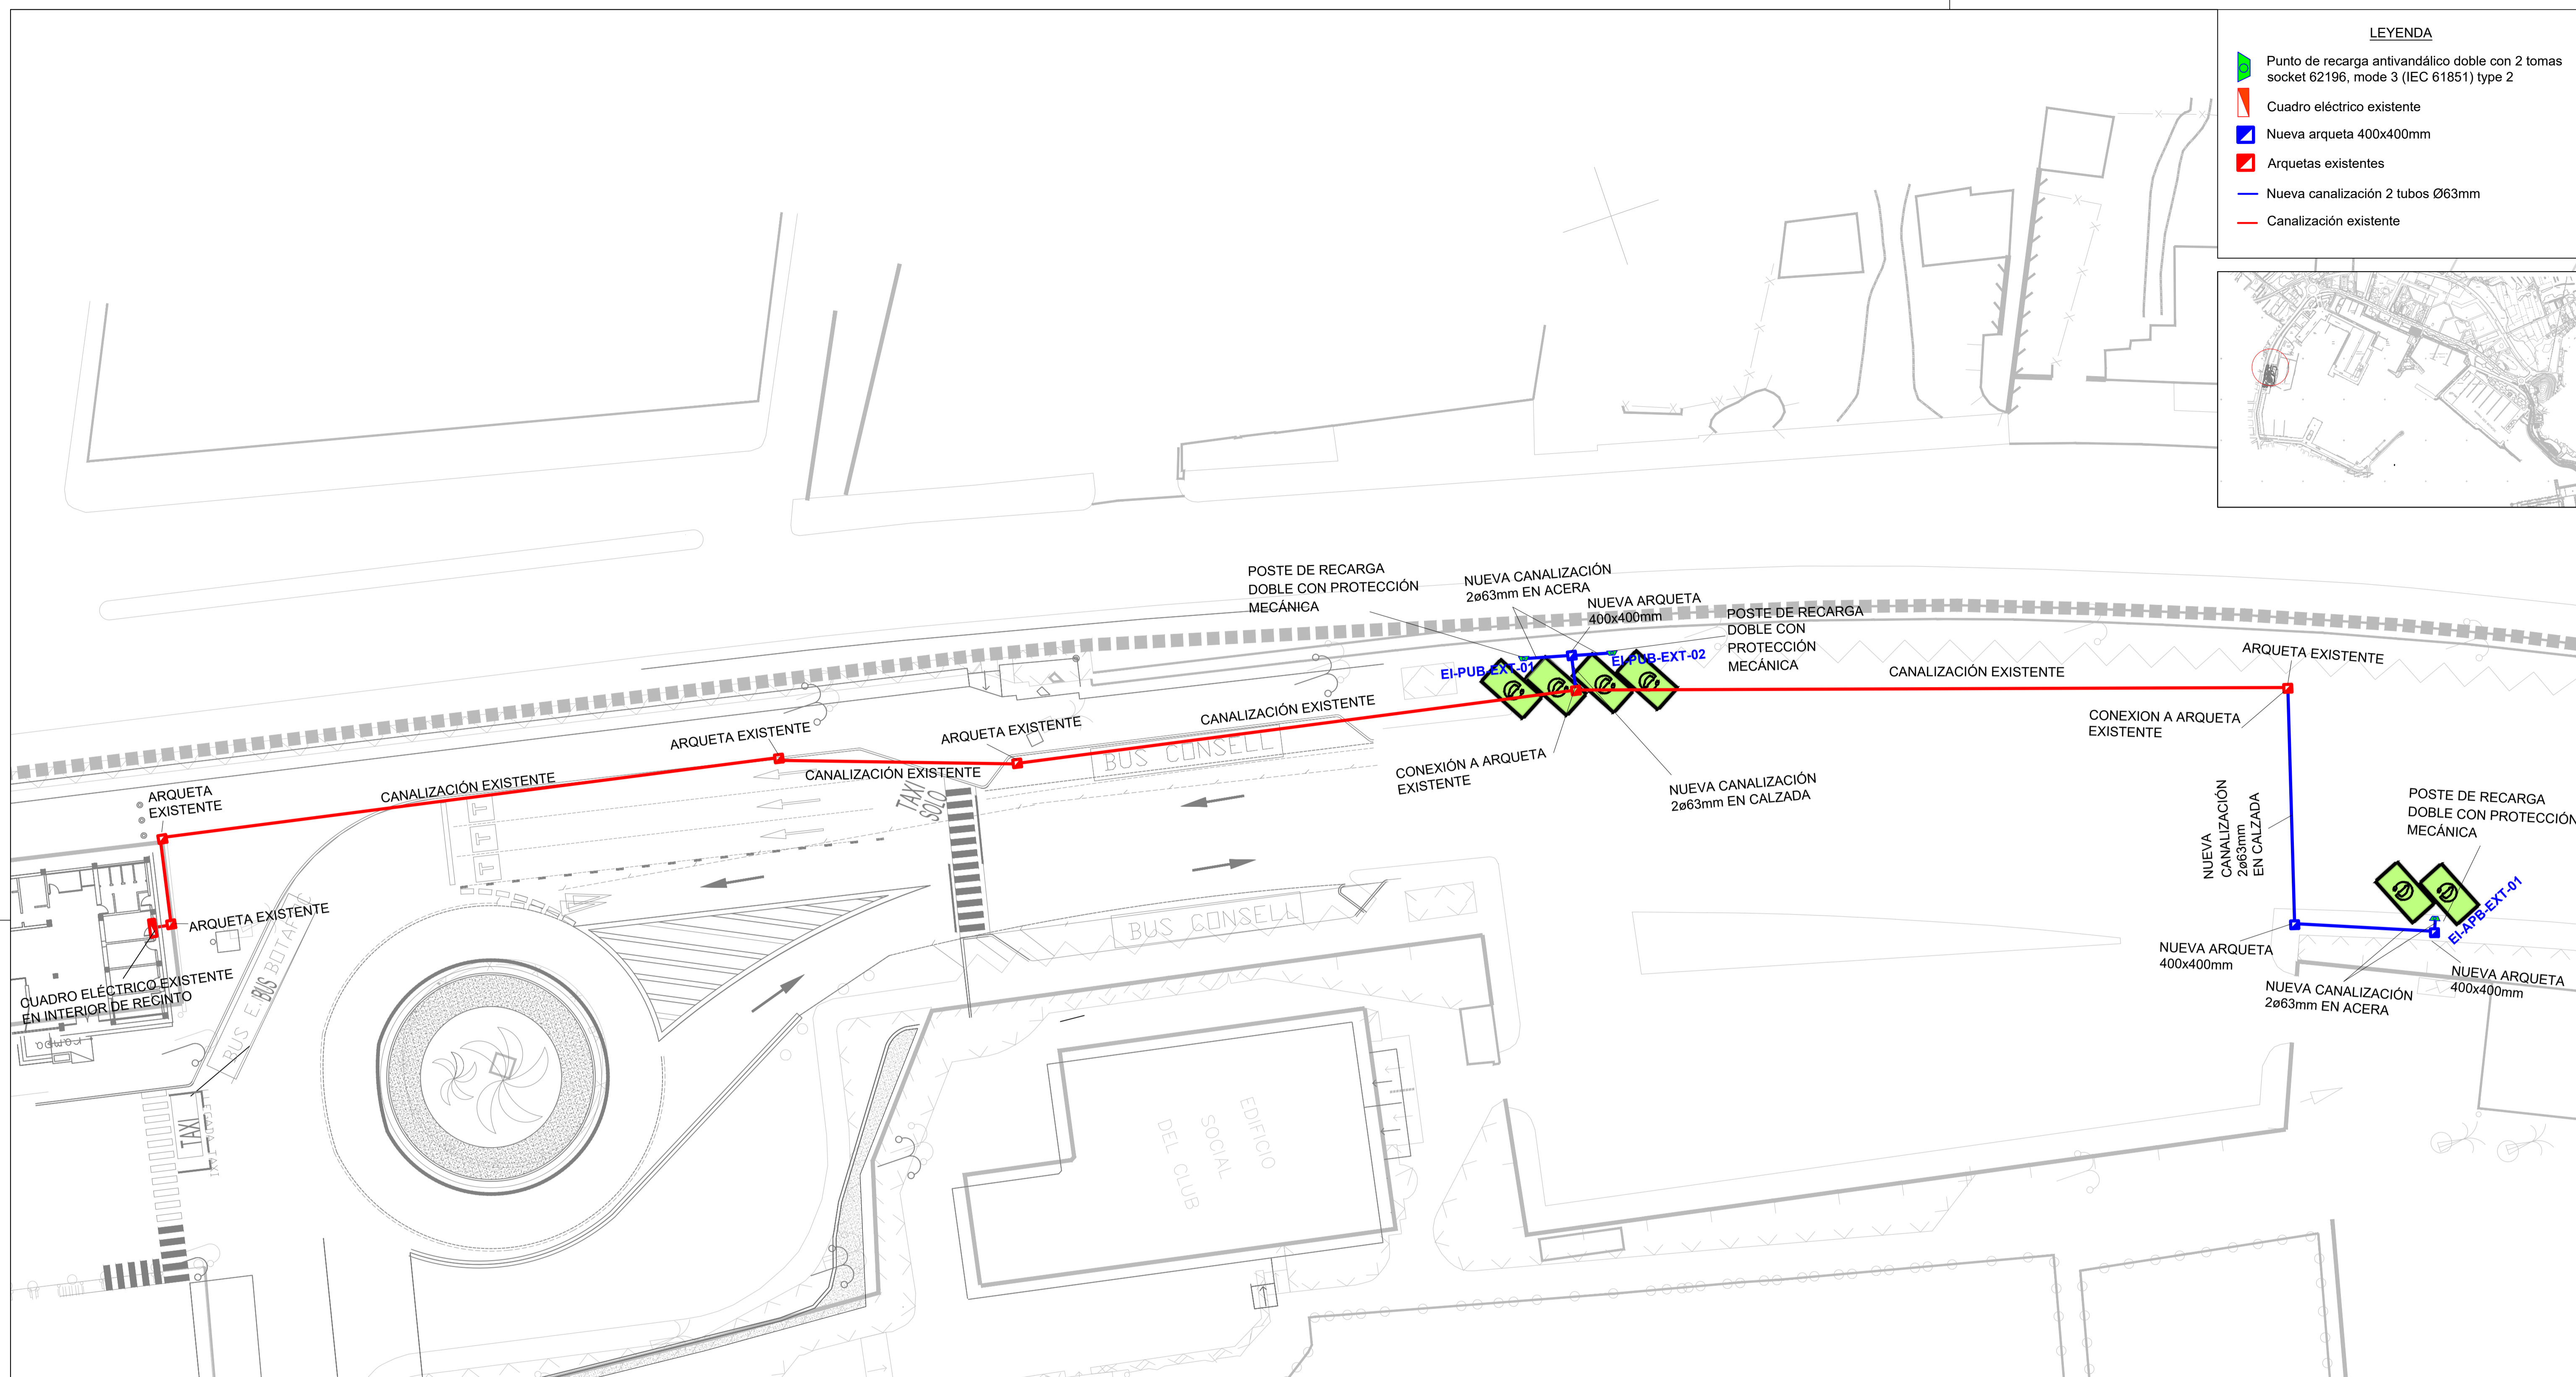 LEYENDA
Punto de recarga antivandálico doble con 2 tomas
socket 62196, mode 3 (IEC 61851) type 2
Cuadro eléctrico existente
Nueva arqueta 400x400mm
Arquetas existentes
Nueva canalización 2 tubos Ø63mm
Canalización existente
POSTE DE RECARGA
DOBLE CON PROTECCIÓN
MECÁNICA
NUEVA CANALIZACIÓN
2ø63mm EN ACERA
NUEVA ARQUETA
400x400mm
POSTE DE RECARGA
DOBLE CON
PROTECCIÓN
MECÁNICA
EI-PUB-EXT-01
EI-PUB-EXT-02
CANALIZACIÓN EXISTENTE
ARQUETA EXISTENTE
CONEXION A ARQUETA
EXISTENTE
ARQUETA EXISTENTE
ARQUETA EXISTENTE
CANALIZACIÓN EXISTENTE
BUS CONSELL
CONEXIÓN A ARQUETA
EXISTENTE
NUEVA CANALIZACIÓN
2ø63mm EN CALZADA
CANALIZACIÓN EXISTENTE
CANALIZACIÓN EXISTENTE
TAXI
SOLO
ARQUETA
EXISTENTE
T T T T
NUEVA
CANALIZACIÓN
2ø63mm
EN CALZADA
POSTE DE RECARGA
DOBLE CON PROTECCIÓN
MECÁNICA
EI-APB-EXT-01
ARQUETA EXISTENTE
BUS CONSELL
NUEVA ARQUETA
400x400mm
NUEVA CANALIZACIÓN
2ø63mm EN ACERA
NUEVA ARQUETA
400x400mm
CUADRO ELÉCTRICO EXISTENTE
EN INTERIOR DE RECINTO
rampa
BUS
TAXI
EDIFICIO
SOCIAL
DEL CLUB